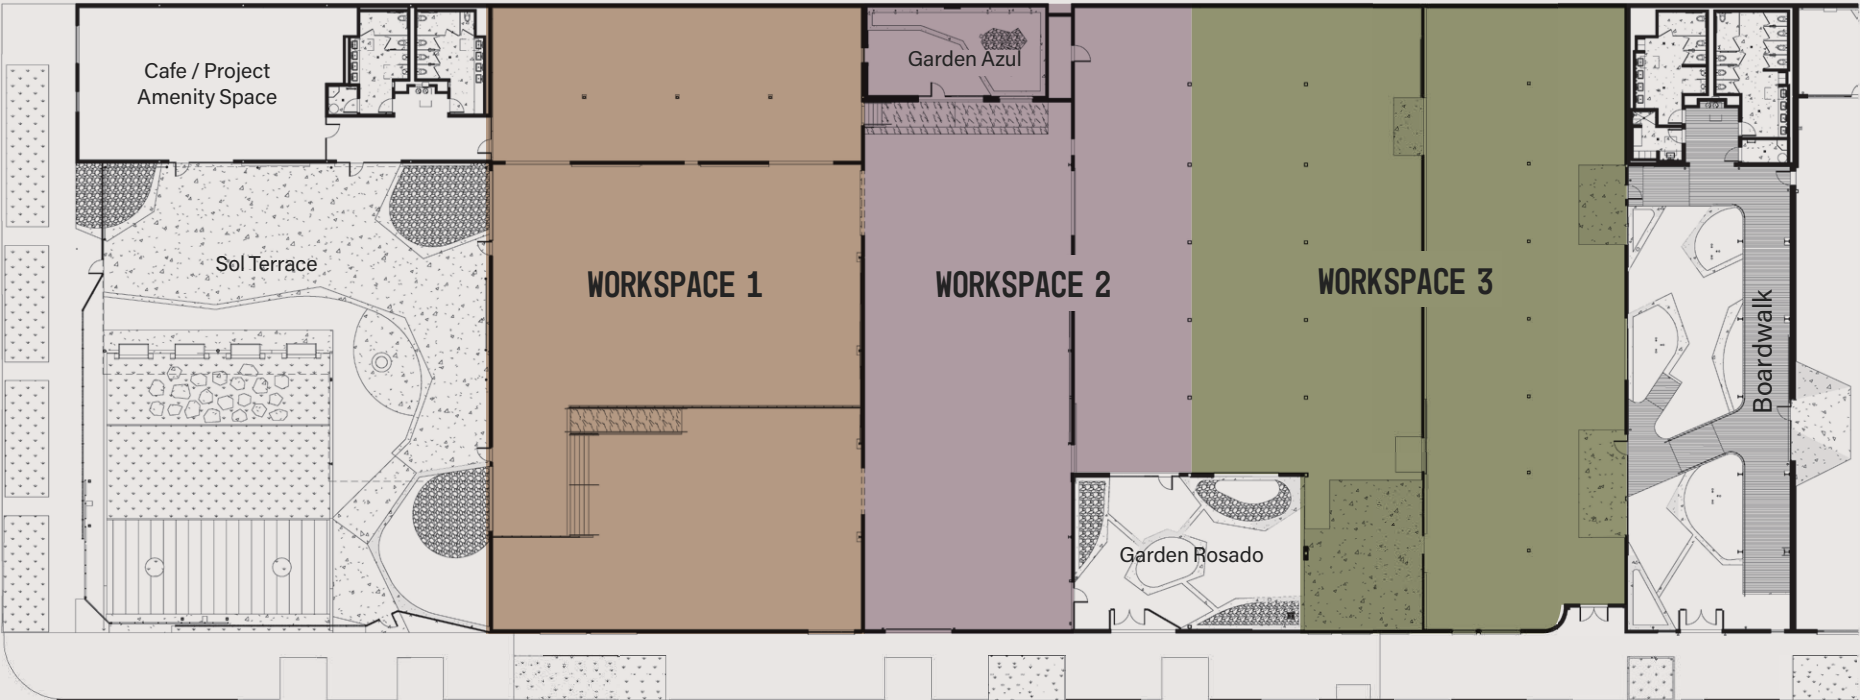 Cafe / Project
Amenity Space
Garden Azul
Sol Terrace
WORKSPACE 1
WORKSPACE 2
WORKSPACE 3
Boardwalk
Garden Rosado